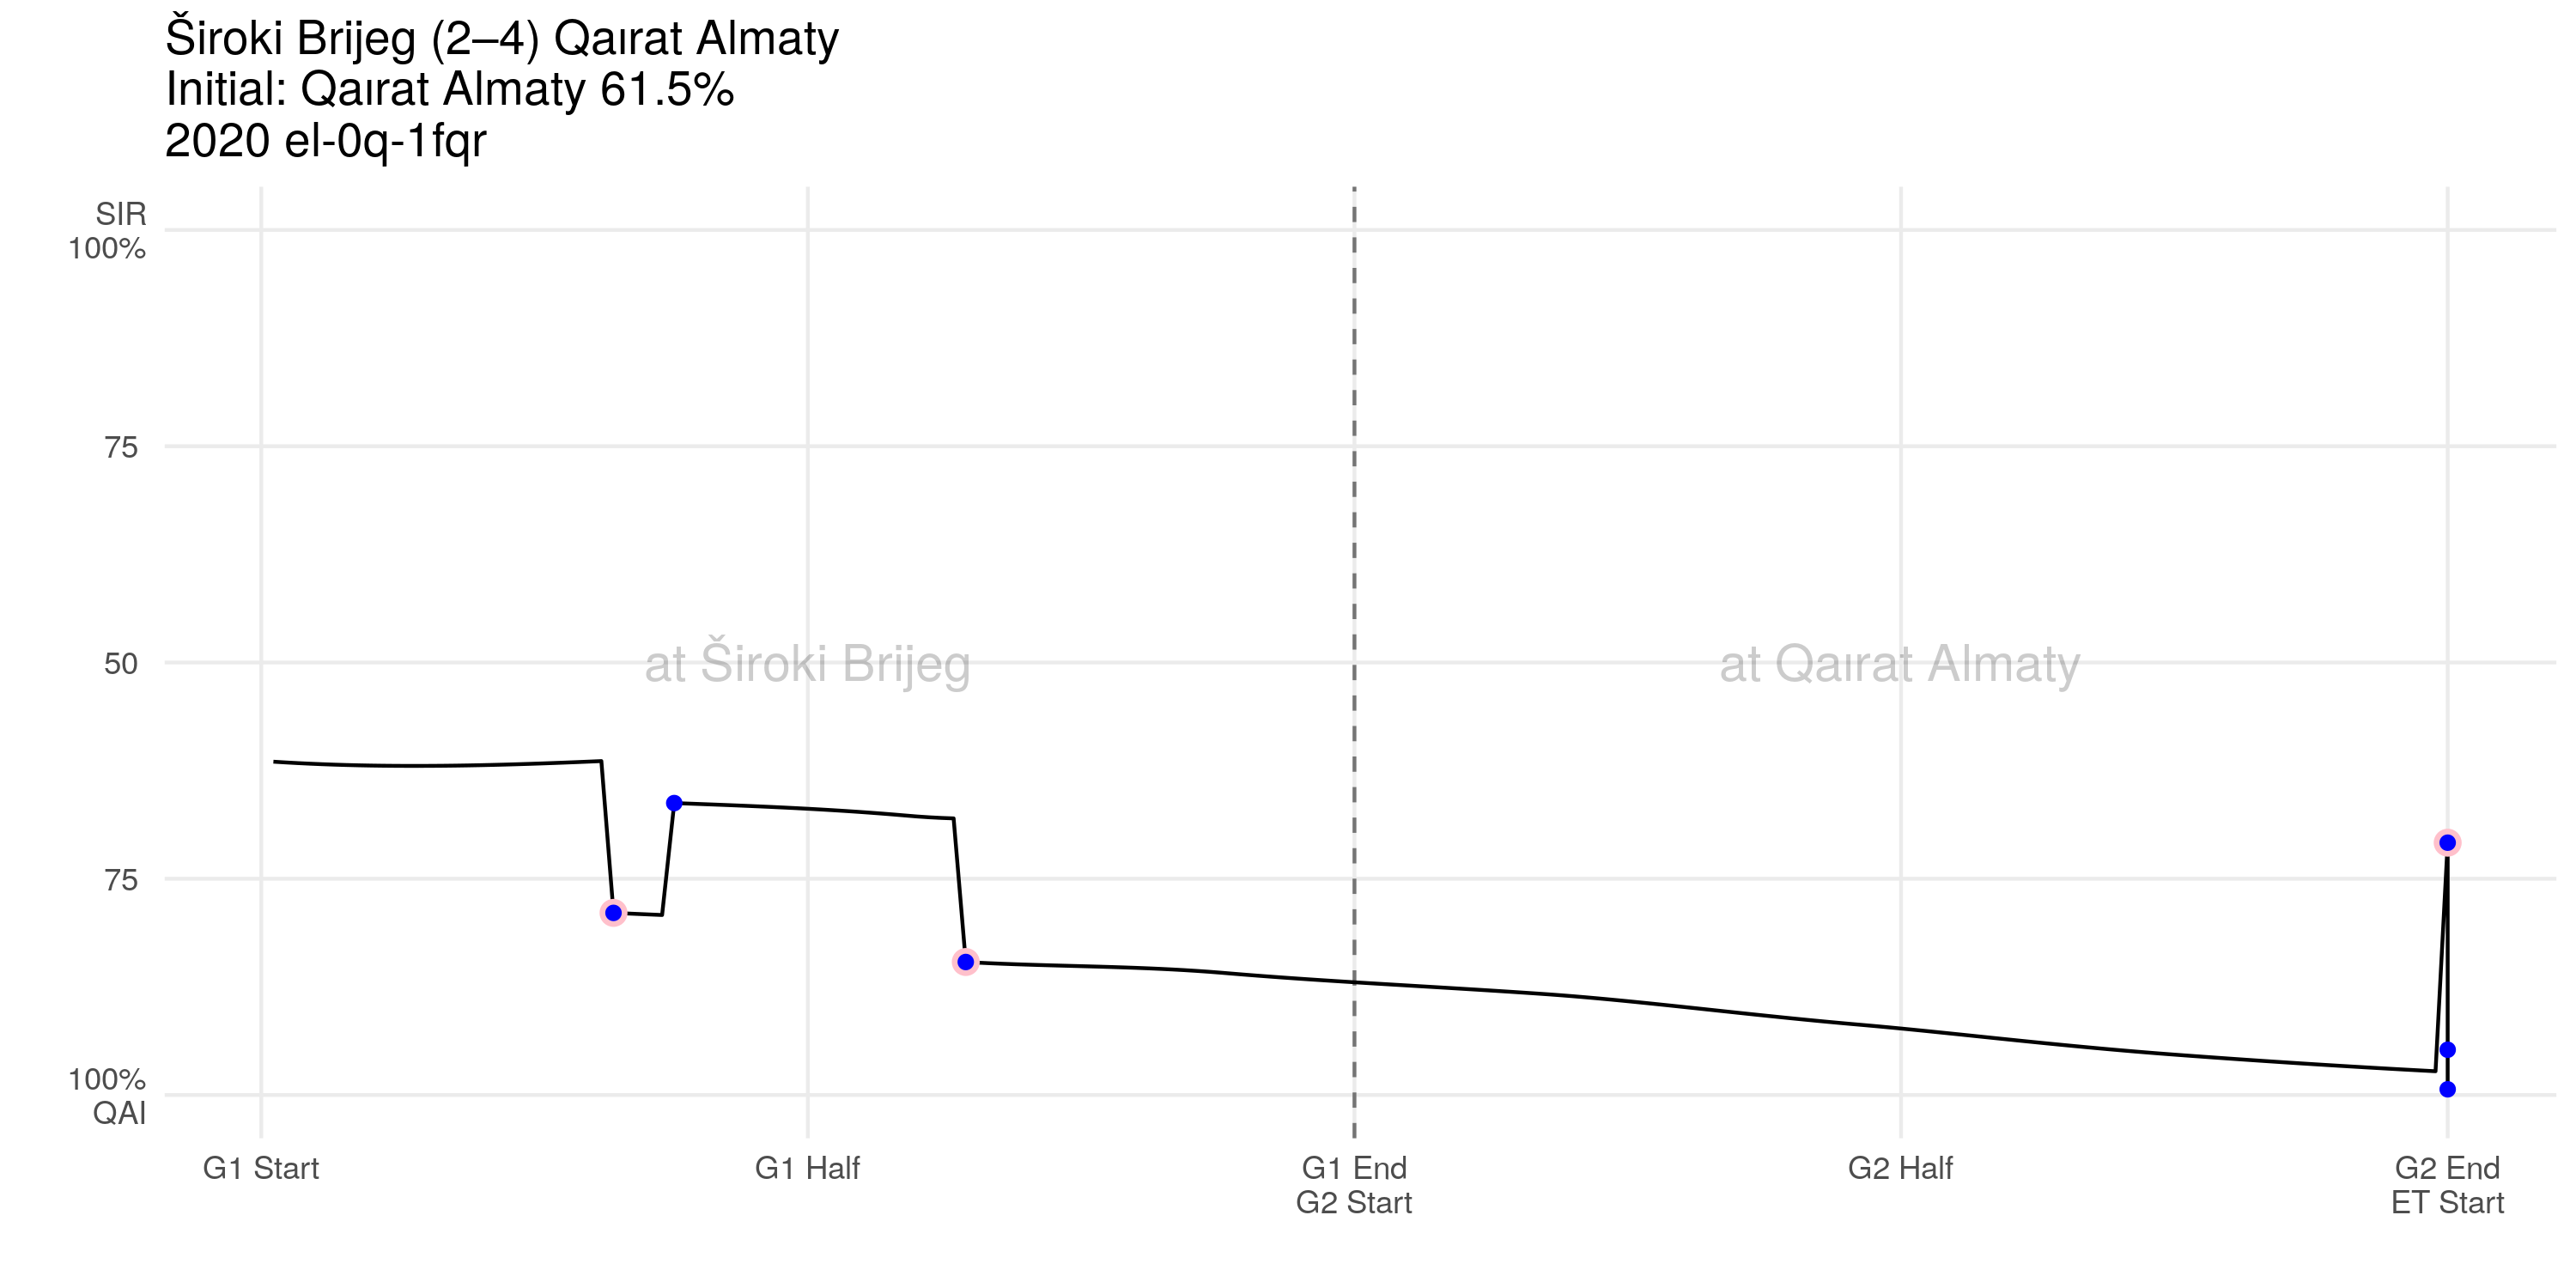 Široki Brijeg (2–4) Qaırat Almaty
Initial: Qaırat Almaty 61.5%
2020 el-0q-1fqr
SIR
100%
75
50
75
100%
QAI
at Široki Brijeg
at Qaırat Almaty
G1 Start
G1 Half
G1 End
G2 Start
G2 Half
G2 End
ET Start